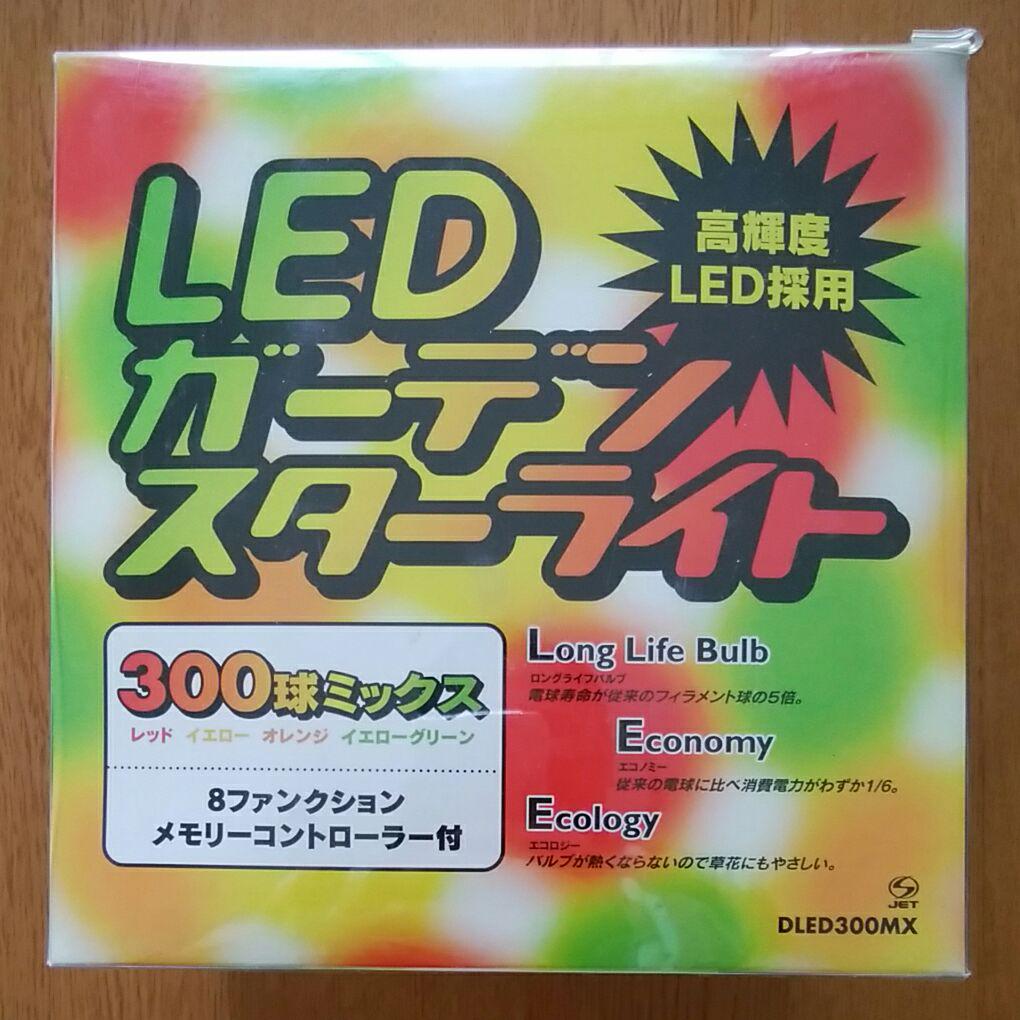 LED
ガーデン
スターライト
高輝度
LED採用
300球ミックス
レッド イエロー オレンジ イエローグリーン
8ファンクション
メモリーコントローラー付
Long Life Bulb
ロングライフバルブ
電球寿命が従来のフィラメント球の5倍。
Economy
エコノミー
従来の電球に比べ消費電力がわずか1/6。
Ecology
エコロジー
バルブが熱くならないので草花にもやさしい。
JET
DLED300MX